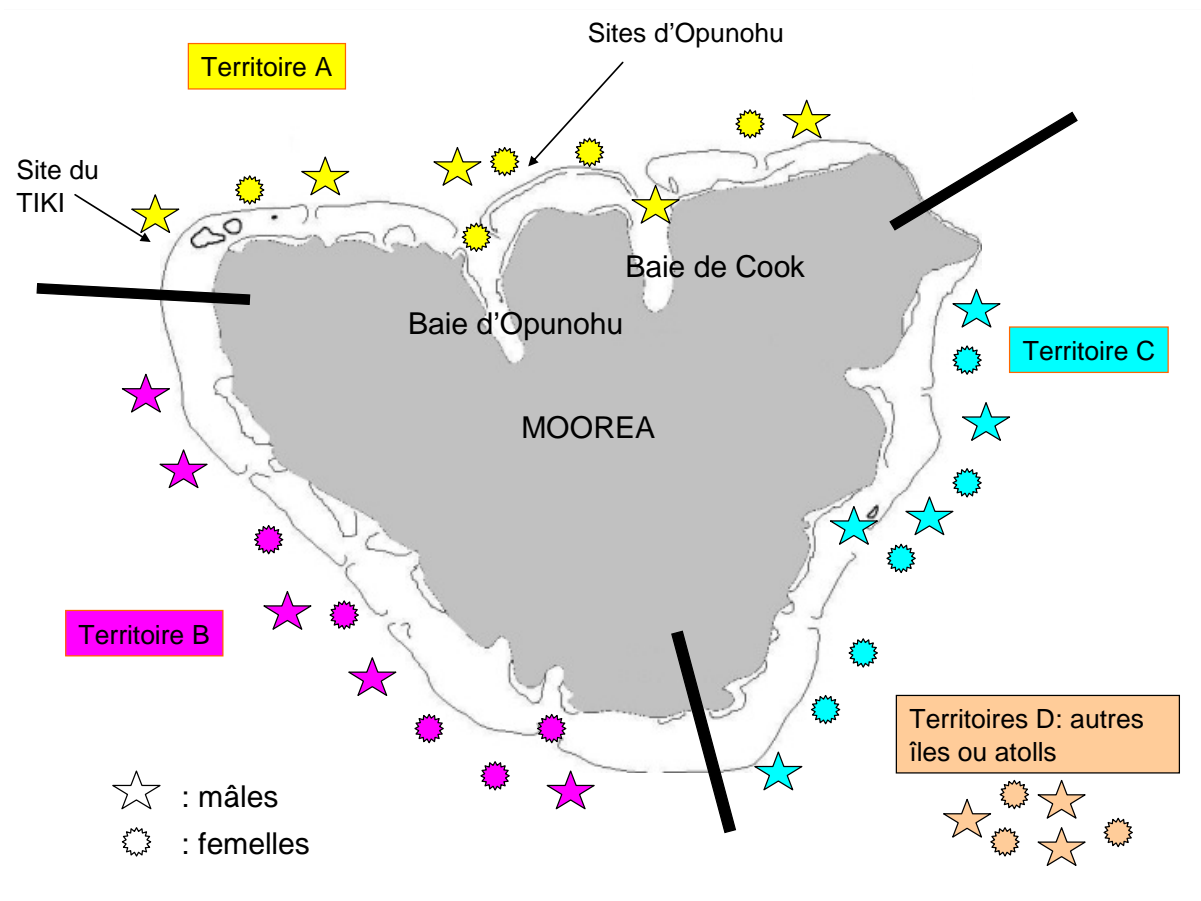 Sites d'Opunohu
Territoire A
Site du
TIKI
Baie de Cook
Baie d'Opunohu
Territoire C
MOOREA
Territoire B
Territoires D: autres
îles ou atolls
: mâles
: femelles